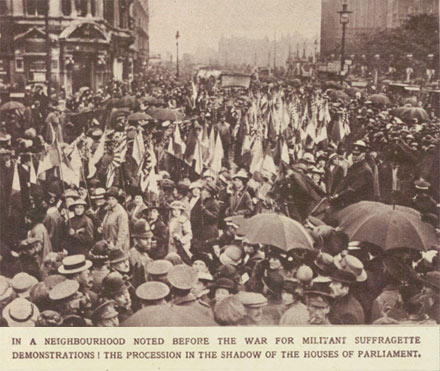 IN A NEIGHBOURHOOD NOTED BEFORE THE WAR FOR MILITANT SUFFRAGETTE
DEMONSTRATIONS! THE PROCESSION IN THE SHADOW OF THE HOUSES OF PARLIAMENT.